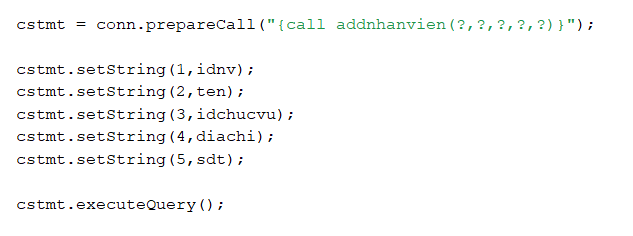 cstmt = conn.prepareCall("{call addnhanvien(?,?,?,?,?)}");
cstmt.setString(1,idnv);
cstmt.setString(2,ten);
cstmt.setString(3,idchucvu);
cstmt.setString(4,diachi);
cstmt.setString(5,sdt);
cstmt.executeQuery();